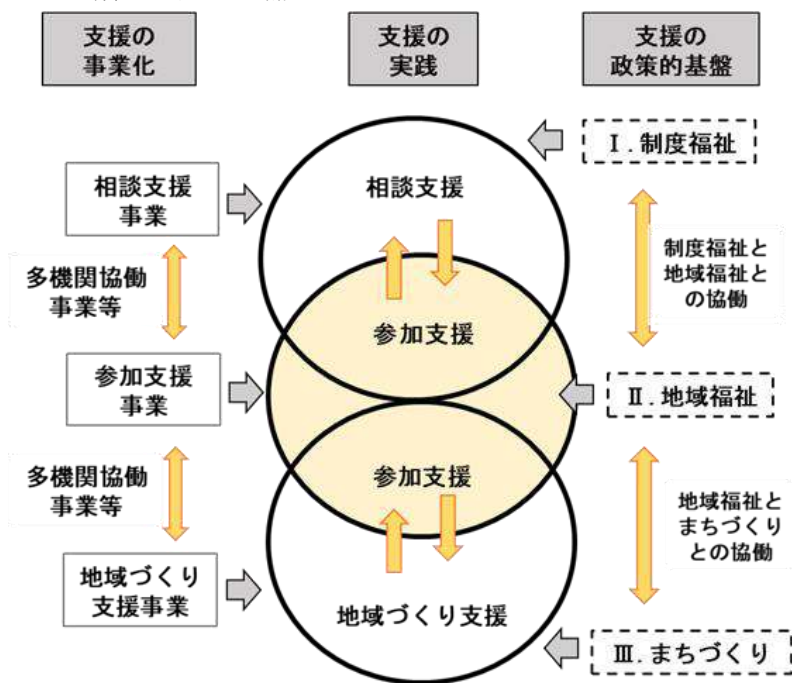 支援の
事業化
支援の
実践
支援の
政策的基盤
Ⅰ.制度福祉
相談支援
事業
相談支援
多機関協働
事業等
制度福祉と
地域福祉と
の協働
参加支援
参加支援
事業
Ⅱ.地域福祉
参加支援
多機関協働
事業等
地域福祉と
まちづくり
との協働
地域づくり
支援事業
地域づくり支援
Ⅲ.まちづくり